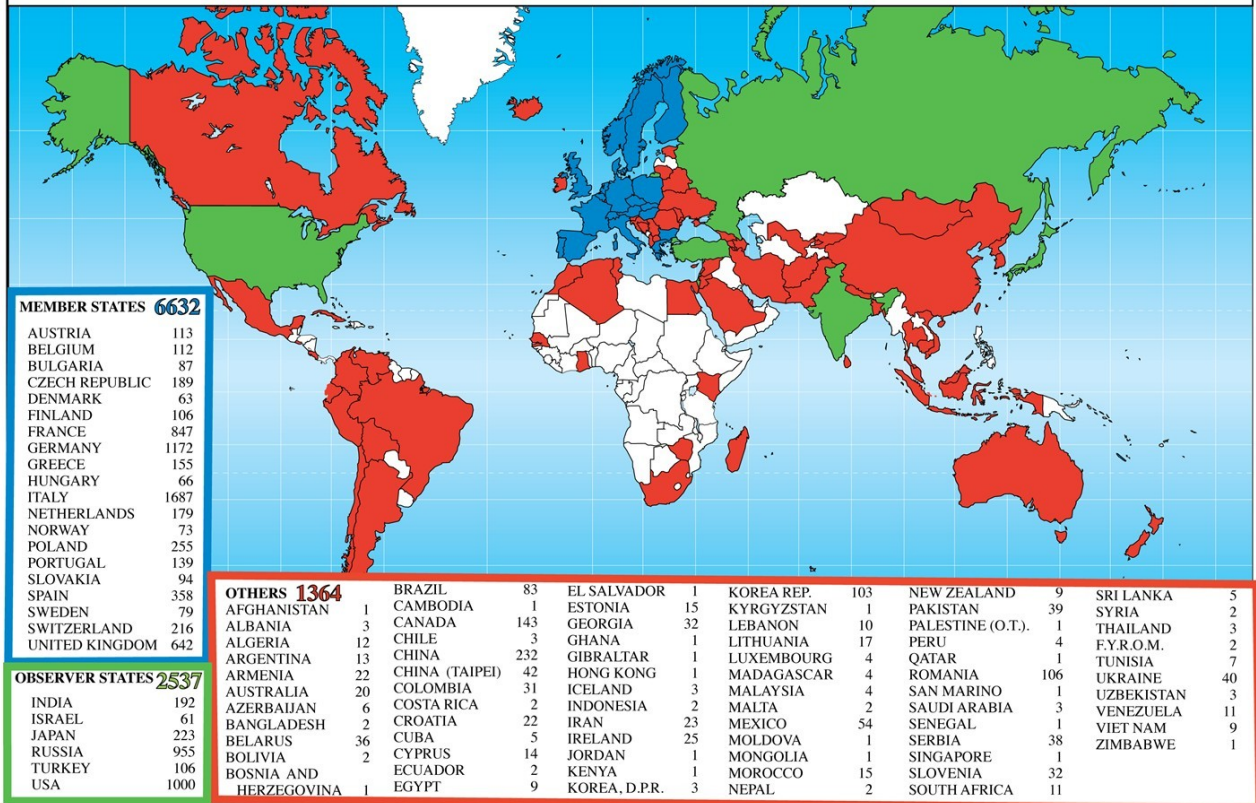 MEMBER STATES 6632
AUSTRIA 113
BELGIUM 112
BULGARIA 87
CZECH REPUBLIC 189
DENMARK 63
FINLAND 106
FRANCE 847
GERMANY 1172
GREECE 155
HUNGARY 66
ITALY 1687
NETHERLANDS 179
NORWAY 73
POLAND 255
PORTUGAL 139
SLOVAKIA 94
SPAIN 358
SWEDEN 79
SWITZERLAND 216
UNITED KINGDOM 642
OBSERVER STATES 2537
INDIA 192
ISRAEL 61
JAPAN 223
RUSSIA 955
TURKEY 106
USA 1000
OTHERS 1364
AFGHANISTAN 1
ALBANIA 3
ALGERIA 12
ARGENTINA 13
ARMENIA 22
AUSTRALIA 20
AZERBAIJAN 6
BANGLADESH 2
BELARUS 36
BOLIVIA 2
BOSNIA AND
HERZEGOVINA 1
BRAZIL 83
CAMBODIA 1
CANADA 143
CHILE 3
CHINA 232
CHINA (TAIPEI) 42
COLOMBIA 31
COSTA RICA 2
CROATIA 22
CUBA 5
CYPRUS 14
ECUADOR 2
EGYPT 9
EL SALVADOR 1
ESTONIA 15
GEORGIA 32
GHANA 1
GIBRALTAR 1
HONG KONG 1
ICELAND 3
INDONESIA 2
IRAN 23
IRELAND 25
JORDAN 1
KENYA 1
KOREA, D.P.R. 3
KOREA REP. 103
KYRGYZSTAN 1
LEBANON 10
LITHUANIA 17
LUXEMBOURG 4
MADAGASCAR 4
MALAYSIA 4
MALTA 2
MEXICO 54
MOLDOVA 1
MONGOLIA 1
MOROCCO 15
NEPAL 2
NEW ZEALAND 9
PAKISTAN 39
PALESTINE (O.T.). 1
PERU 4
QATAR 1
ROMANIA 106
SAN MARINO 1
SAUDI ARABIA 3
SENEGAL 1
SERBIA 38
SINGAPORE 1
SLOVENIA 32
SOUTH AFRICA 11
SRI LANKA 5
SYRIA 2
THAILAND 3
F.Y.R.O.M. 2
TUNISIA 7
UKRAINE 40
UZBEKISTAN 3
VENEZUELA 11
VIET NAM 9
ZIMBABWE 1